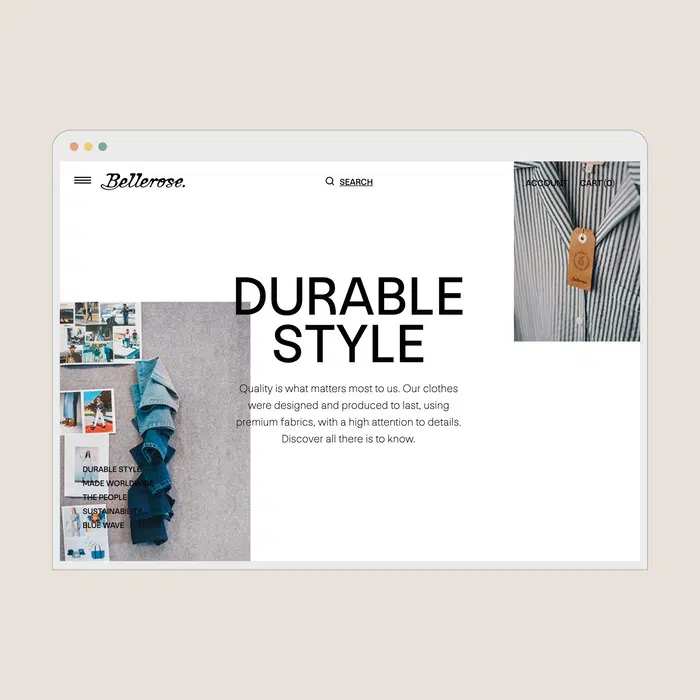 Bellerose.
SEARCH
ACCOUNT
CART(0)
DURABLE
STYLE
Quality is what matters most to us. Our clothes
were designed and produced to last, using
premium fabrics, with a high attention to details.
Discover all there is to know.
DURABLE STYLE
MADE WORLDWIDE
THE PEOPLE
SUSTAINABILITY
BLUE WAVE